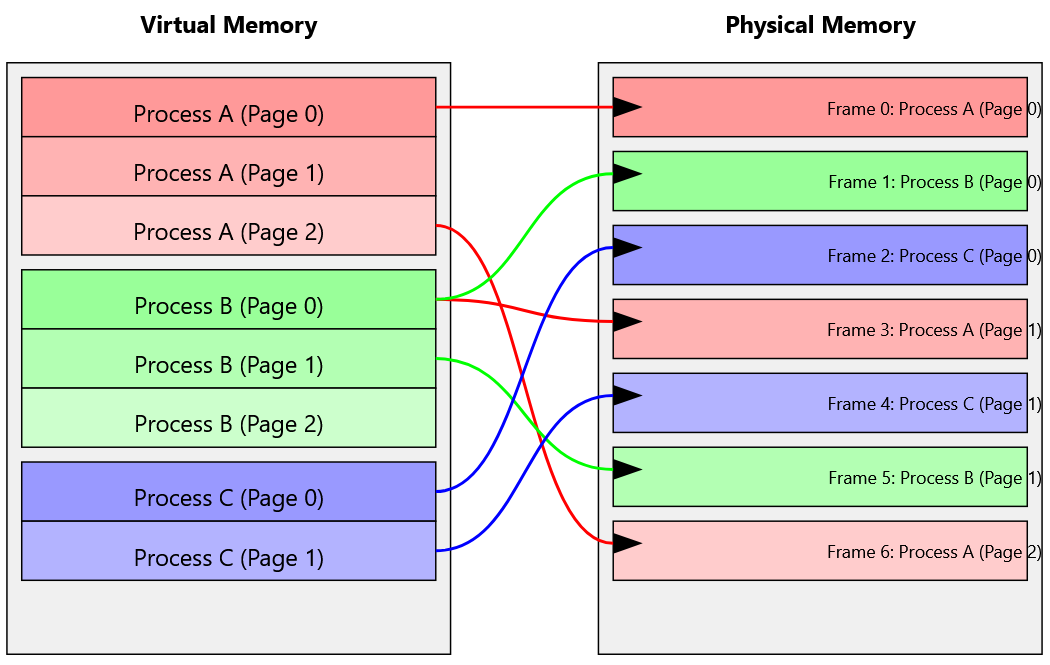 Virtual Memory
Process A (Page 0)
Process A (Page 1)
Process A (Page 2)
Process B (Page 0)
Process B (Page 1)
Process B (Page 2)
Process C (Page 0)
Process C (Page 1)
Physical Memory
Frame 0: Process A (Page 0)
Frame 1: Process B (Page 0)
Frame 2: Process C (Page 0)
Frame 3: Process A (Page 1)
Frame 4: Process C (Page 1)
Frame 5: Process B (Page 1)
Frame 6: Process A (Page 2)